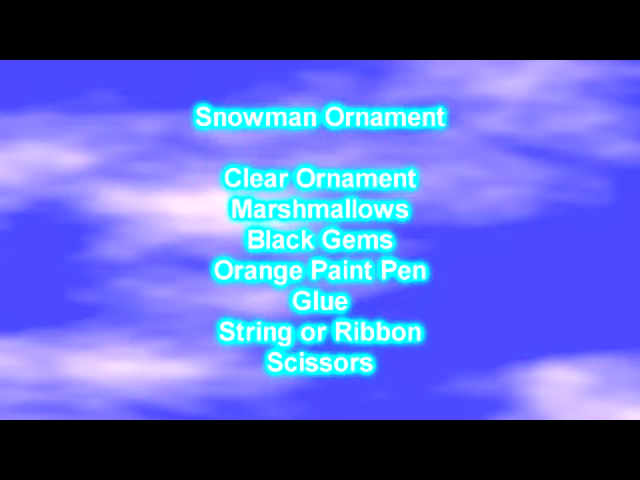 Snowman Ornament
Clear Ornament
Marshmallows
Black Gems
Orange Paint Pen
Glue
String or Ribbon
Scissors